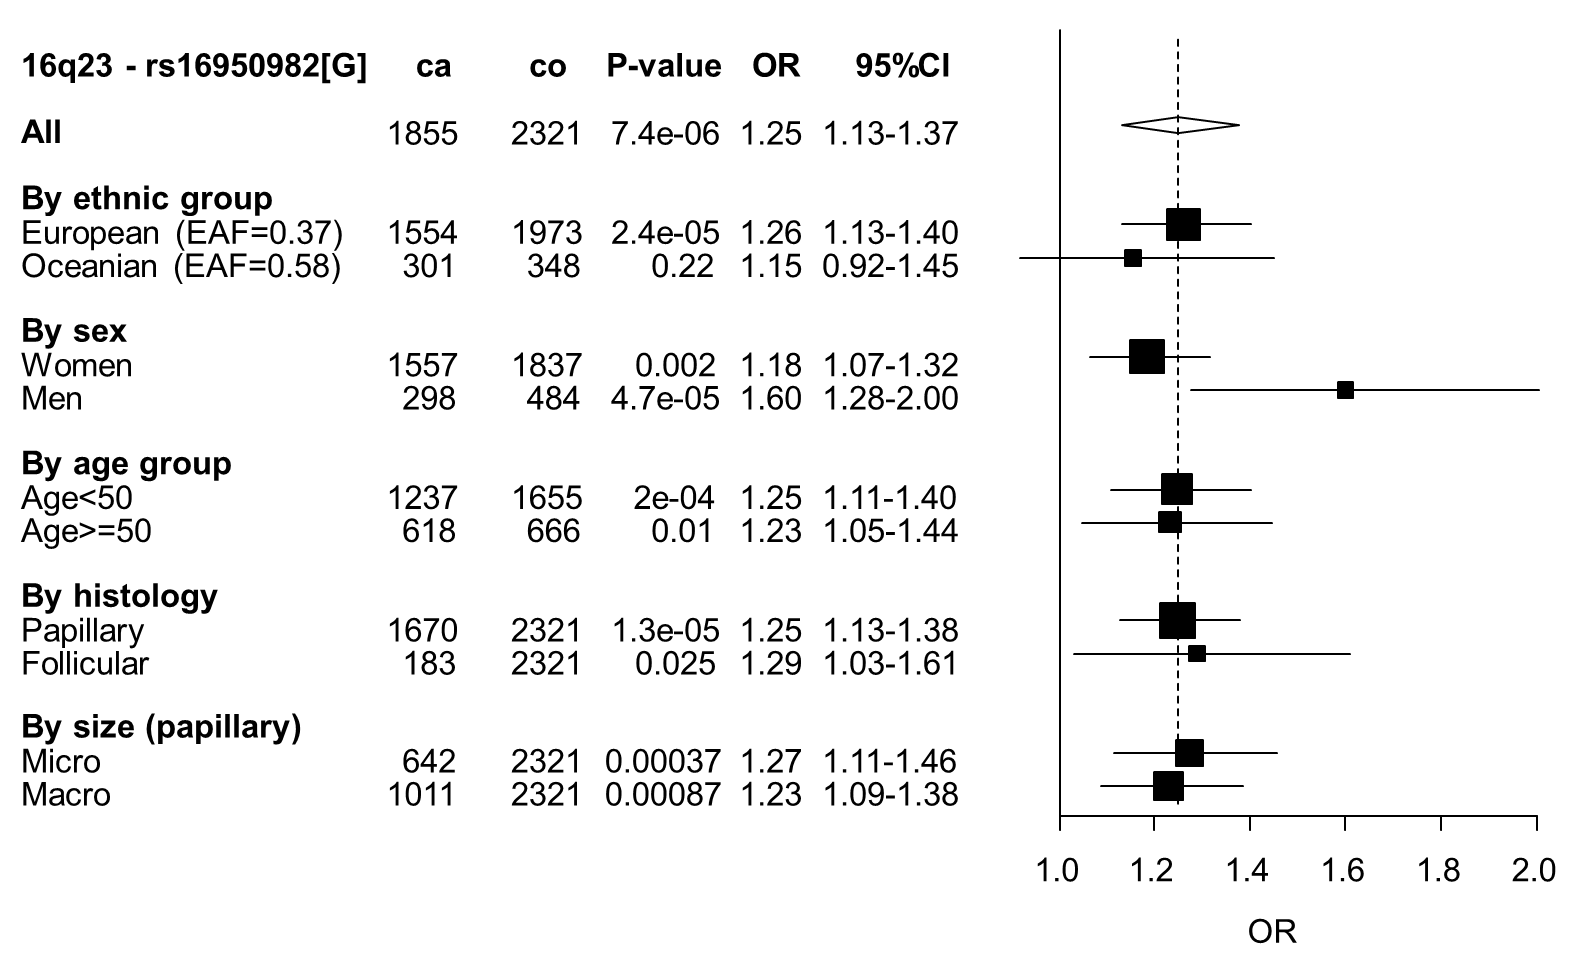 16q23 - rs16950982[G] ca co P-value OR 95%CI
All 1855 2321 7.4e-06 1.25 1.13-1.37
By ethnic group
European (EAF=0.37) 1554 1973 2.4e-05 1.26 1.13-1.40
Oceanian (EAF=0.58) 301 348 0.22 1.15 0.92-1.45
By sex
Women 1557 1837 0.002 1.18 1.07-1.32
Men 298 484 4.7e-05 1.60 1.28-2.00
By age group
Age<50 1237 1655 2e-04 1.25 1.11-1.40
Age>=50 618 666 0.01 1.23 1.05-1.44
By histology
Papillary 1670 2321 1.3e-05 1.25 1.13-1.38
Follicular 183 2321 0.025 1.29 1.03-1.61
By size (papillary)
Micro 642 2321 0.00037 1.27 1.11-1.46
Macro 1011 2321 0.00087 1.23 1.09-1.38
1.0 1.2 1.4 1.6 1.8 2.0
OR